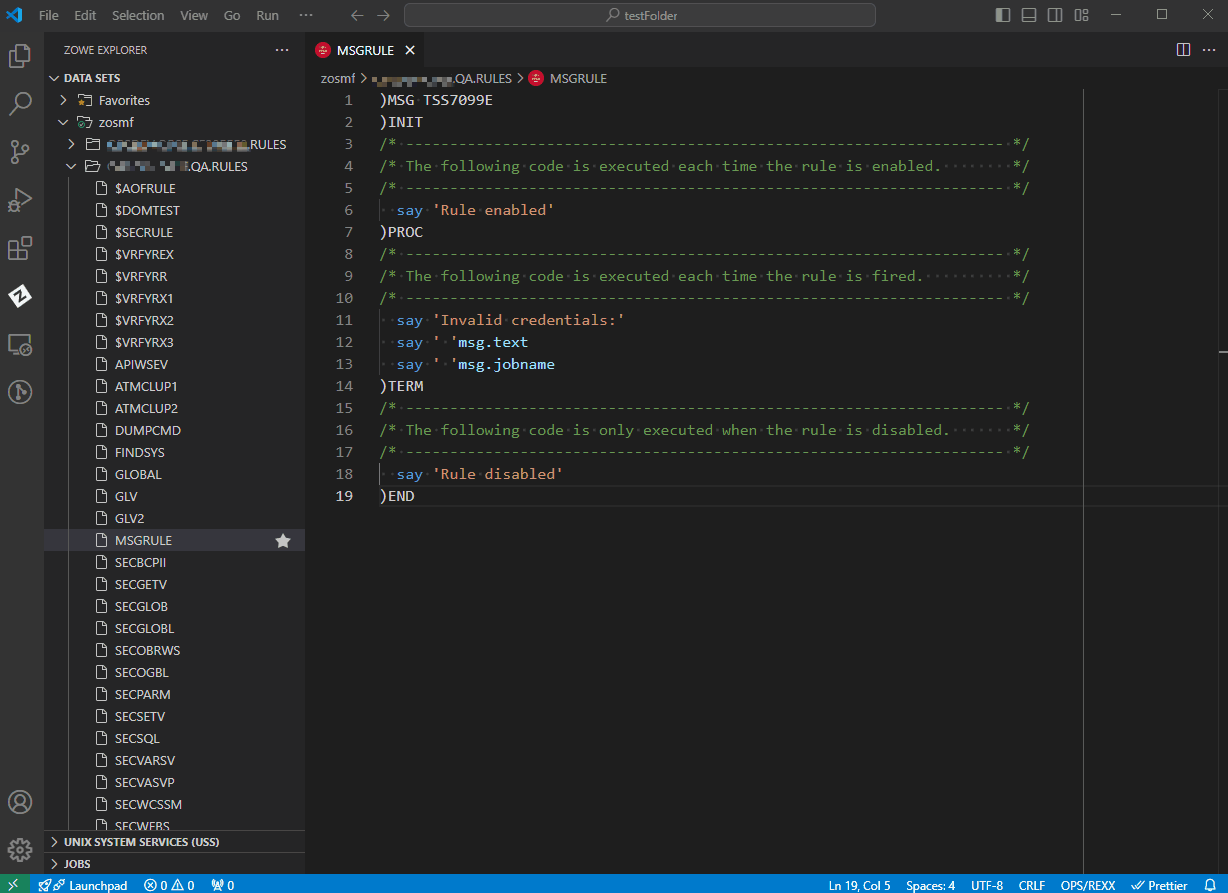 File Edit Selection View Go Run ··· testFolder
ZOWE EXPLORER ···
DATA SETS
Favorites
zosmf
.RULES
.QA.RULES
$AOFRULE
$DOMTEST
$SECRULE
$VRFYREX
$VRFYRR
$VRFYRX1
$VRFYRX2
$VRFYRX3
APIWSEV
ATMCLUP1
ATMCLUP2
DUMPCMD
FINDSYS
GLOBAL
GLV
GLV2
MSGRULE
SECBCPII
SECGETV
SECGLOB
SECGLOBL
SECOBRWS
SECOGBL
SECPARM
SECSETV
SECSQL
SECVARSV
SECVASVP
SECWCSSM
SECWEBS
UNIX SYSTEM SERVICES (USS)
JOBS
MSGRULE
zosmf > .QA.RULES > MSGRULE
1 )MSG TSS7099E
2 )INIT
3 /* -------------------------------------------------------------------- */
4 /* The following code is executed each time the rule is enabled. */
5 /* -------------------------------------------------------------------- */
6 say 'Rule enabled'
7 )PROC
8 /* -------------------------------------------------------------------- */
9 /* The following code is executed each time the rule is fired. */
10 /* -------------------------------------------------------------------- */
11 say 'Invalid credentials:'
12 say ' 'msg.text
13 say ' 'msg.jobname
14 )TERM
15 /* -------------------------------------------------------------------- */
16 /* The following code is only executed when the rule is disabled. */
17 /* -------------------------------------------------------------------- */
18 say 'Rule disabled'
19 )END
Launchpad 0 0 0 Ln 19, Col 5 Spaces: 4 UTF-8 CRLF OPS/REXX Prettier